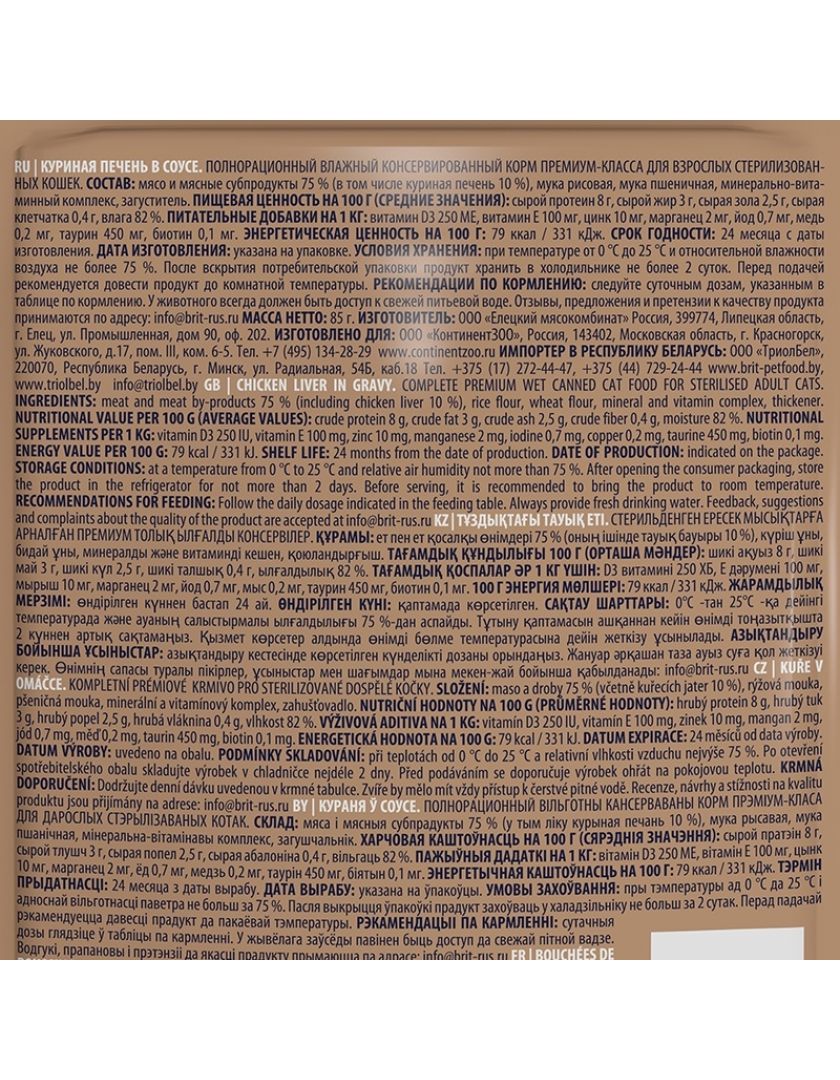 RU | КУРИНАЯ ПЕЧЕНЬ В СОУСЕ. ПОЛНОРАЦИОННЫЙ ВЛАЖНЫЙ КОНСЕРВИРОВАННЫЙ КОРМ ПРЕМИУМ-КЛАССА ДЛЯ ВЗРОСЛЫХ СТЕРИЛИЗОВАН-
НЫХ КОШЕК. СОСТАВ: мясо и мясные субпродукты 75 % (в том числе куриная печень 10 %), мука рисовая, мука пшеничная, минерально-вита-
минный комплекс, загуститель. ПИЩЕВАЯ ЦЕННОСТЬ НА 100 Г (СРЕДНИЕ ЗНАЧЕНИЯ): сырой протеин 8 г, сырой жир 3 г, сырая зола 2,5 г, сырая
клетчатка 0,4 г, влага 82 %. ПИТАТЕЛЬНЫЕ ДОБАВКИ НА 1 КГ: витамин D3 250 МЕ, витамин Е 100 мг, цинк 10 мг, марганец 2 мг, йод 0,7 мг, медь
0,2 мг, таурин 450 мг, биотин 0,1 мг. ЭНЕРГЕТИЧЕСКАЯ ЦЕННОСТЬ НА 100 Г: 79 ккал / 331 кДж. СРОК ГОДНОСТИ: 24 месяца с даты
изготовления. ДАТА ИЗГОТОВЛЕНИЯ: указана на упаковке. УСЛОВИЯ ХРАНЕНИЯ: при температуре от 0 °C до 25 °C и относительной влажности
воздуха не более 75 %. После вскрытия потребительской упаковки продукт хранить в холодильнике не более 2 суток. Перед подачей
рекомендуется довести продукт до комнатной температуры. РЕКОМЕНДАЦИИ ПО КОРМЛЕНИЮ: следуйте суточным дозам, указанным в
таблице по кормлению. У животного всегда должен быть доступ к свежей питьевой воде. Отзывы, предложения и претензии к качеству продукта
принимаются по адресу: info@brit-rus.ru МАССА НЕТТО: 85 г. ИЗГОТОВИТЕЛЬ: ООО «Елецкий мясокомбинат» Россия, 399774, Липецкая область,
г. Елец, ул. Промышленная, дом 90, оф. 202. ИЗГОТОВЛЕНО ДЛЯ: ООО «КонтинентЗОО», Россия, 143402, Московская область, г. Красногорск,
ул. Жуковского, д.17, пом. III, ком. 6-5. Тел. +7 (495) 134-28-29 www.continentzoo.ru ИМПОРТЕР В РЕСПУБЛИКУ БЕЛАРУСЬ: ООО «ТриолБел»,
220070, Республика Беларусь, г. Минск, ул. Радиальная, 54Б, каб.18 Тел. +375 (17) 272-44-47, +375 (44) 729-24-44 www.brit-petfood.by,
www.triolbel.by info@triolbel.by GB | CHICKEN LIVER IN GRAVY. COMPLETE PREMIUM WET CANNED CAT FOOD FOR STERILISED ADULT CATS.
INGREDIENTS: meat and meat by-products 75 % (including chicken liver 10 %), rice flour, wheat flour, mineral and vitamin complex, thickener.
NUTRITIONAL VALUE PER 100 G (AVERAGE VALUES): crude protein 8 g, crude fat 3 g, crude ash 2,5 g, crude fiber 0,4 g, moisture 82 %. NUTRITIONAL
SUPPLEMENTS PER 1 KG: vitamin D3 250 IU, vitamin E 100 mg, zinc 10 mg, manganese 2 mg, iodine 0,7 mg, copper 0,2 mg, taurine 450 mg, biotin 0,1 mg.
ENERGY VALUE PER 100 G: 79 kcal / 331 kJ. SHELF LIFE: 24 months from the date of production. DATE OF PRODUCTION: indicated on the package.
STORAGE CONDITIONS: at a temperature from 0 °C to 25 °C and relative air humidity not more than 75 %. After opening the consumer packaging, store
the product in the refrigerator for not more than 2 days. Before serving, it is recommended to bring the product to room temperature.
RECOMMENDATIONS FOR FEEDING: Follow the daily dosage indicated in the feeding table. Always provide fresh drinking water. Feedback, suggestions
and complaints about the quality of the product are accepted at info@brit-rus.ru KZ | ТҰЗДЫҚТАҒЫ ТАУЫҚ ЕТІ. СТЕРИЛЬДЕНГЕН ЕРЕСЕК МЫСЫҚТАРҒА
АРНАЛҒАН ПРЕМИУМ ТОЛЫҚ ЫЛҒАЛДЫ КОНСЕРВІЛЕР. ҚҰРАМЫ: ет пен ет қосалқы өнімдері 75 % (оның ішінде тауық бауыры 10 %), күріш ұны,
бидай ұны, минералды және витаминді кешен, қоюландырғыш. ТАҒАМДЫҚ ҚҰНДЫЛЫҒЫ 100 Г (ОРТАША МӘНДЕР): шикі ақуыз 8 г, шикі
май 3 г, шикі күл 2,5 г, шикі талшық 0,4 г, ылғалдылық 82 %. ТАҒАМДЫҚ ҚОСПАЛАР ӘР 1 КГ ҮШІН: D3 витамині 250 ХБ, Е дәрумені 100 мг,
мырыш 10 мг, марганец 2 мг, йод 0,7 мг, мыс 0,2 мг, таурин 450 мг, биотин 0,1 мг. 100 Г ЭНЕРГИЯ МӨЛШЕРІ: 79 ккал / 331 кДж. ЖАРАМДЫЛЫҚ
МЕРЗІМІ: өндірілген күннен бастап 24 ай. ӨНДІРІЛГЕН КҮНІ: қаптамада көрсетілген. САҚТАУ ШАРТТАРЫ: 0°C -тан 25°C -қа дейінгі
температурада және ауаның салыстырмалы ылғалдылығы 75 %-дан аспайды. Тұтыну қаптамасын ашқаннан кейін өнімді тоңазытқышта
2 күннен артық сақтамаңыз. Қызмет көрсетер алдында өнімді бөлме температурасына дейін жеткізу ұсынылады. АЗЫҚТАНДЫРУ
БОЙЫНША ҰСЫНЫСТАР: азықтандыру кестесінде көрсетілген күнделікті дозаны орындаңыз. Жануар әрқашан таза ауыз суға қол жеткізуі
керек. Өнімнің сапасы туралы пікірлер, ұсыныстар мен шағымдар мына мекен-жай бойынша қабылданады: info@brit-rus.ru CZ | KUŘE V
OMÁČCE. KOMPLETNÍ PRÉMIOVÉ KRMIVO PRO STERILIZOVANÉ DOSPĚLÉ KOČKY. SLOŽENÍ: maso a droby 75 % (včetně kuřecích jater 10 %), rýžová mouka,
pšeničná mouka, minerální a vitamínový komplex, zahušťovadlo. NUTRIČNÍ HODNOTY NA 100 G (PRŮMĚRNÉ HODNOTY): hrubý protein 8 g, hrubý tuk
3 g, hrubý popel 2,5 g, hrubá vláknina 0,4 g, vlhkost 82 %. VÝŽIVOVÁ ADITIVA NA 1 KG: vitamín D3 250 IU, vitamín E 100 mg, zinek 10 mg, mangan 2 mg,
jód 0,7 mg, měď 0,2 mg, taurin 450 mg, biotin 0,1 mg. ENERGETICKÁ HODNOTA NA 100 G: 79 kcal / 331 kJ. DATUM EXPIRACE: 24 měsíců od data výroby.
DATUM VÝROBY: uvedeno na obalu. PODMÍNKY SKLADOVÁNÍ: při teplotách od 0 °C do 25 °C a relativní vlhkosti vzduchu nejvýše 75 %. Po otevření
spotřebitelského obalu skladujte výrobek v chladničce nejdéle 2 dny. Před podáváním se doporučuje výrobek ohřát na pokojovou teplotu. KRMNÁ
DOPORUČENÍ: Dodržujte denní dávku uvedenou v krmné tabulce. Zvíře by mělo mít vždy přístup k čerstvé pitné vodě. Recenze, návrhy a stížnosti na kvalitu
produktu jsou přijímány na adrese: info@brit-rus.ru BY | КУРАНЯ Ў СОУСЕ. ПОЛНОРАЦИОННЫЙ ВІЛЬГОТНЫ КАНСЕРВАВАНЫ КОРМ ПРЭМІУМ-КЛАСА
ДЛЯ ДАРОСЛЫХ СТЭРЫЛІЗАВАНЫХ КОТАК. СКЛАД: мяса і мясныя субпрадукты 75 % (у тым ліку курыная печань 10 %), мука рысавая, мука
пшанічная, мінеральна-вітамінавы комплекс, загушчальнік. ХАРЧОВАЯ КАШТОЎНАСЦЬ НА 100 Г (СЯРЭДНІЯ ЗНАЧЭННІ): сырой пратэін 8 г,
сырой тлушч 3 г, сырая попел 2,5 г, сырая абалоніна 0,4 г, вільгаць 82 %. ПАЖЫЎНЫЯ ДАДАТКІ НА 1 КГ: вітамін D3 250 МЕ, вітамін Е 100 мг, цынк
10 мг, марганец 2 мг, ёд 0,7 мг, медзь 0,2 мг, таурін 450 мг, біятын 0,1 мг. ЭНЕРГЕТЫЧНАЯ КАШТОЎНАСЦЬ НА 100 Г: 79 ккал / 331 кДж. ТЭРМІН
ПРЫДАТНАСЦІ: 24 месяца з даты вырабу. ДАТА ВЫРАБУ: указана на ўпакоўцы. УМОВЫ ЗАХОЎВАННЯ: пры тэмпературы ад 0 °C да 25 °C і
адноснай вільготнасці паветра не больш за 75 %. Пасля выкрыцця ўпакоўкі прадукт захоўваць у халадзільніку не больш за 2 сутак. Перад падачай
рэкамендуецца давесці прадукт да пакаёвай тэмпературы. РЭКАМЕНДАЦЫІ ПА КАРМЛЕННІ: сутачныя
дозы глядзіце ў табліцы па кармленні. У жывёлага заўсёды павінен быць доступ да свежай пітной вадзе.
Водгукі, прапановы і прэтэнзіі да якасці прадукту прымаюцца па адрасе: info@brit-rus.ru FR | BOUCHÉES DE